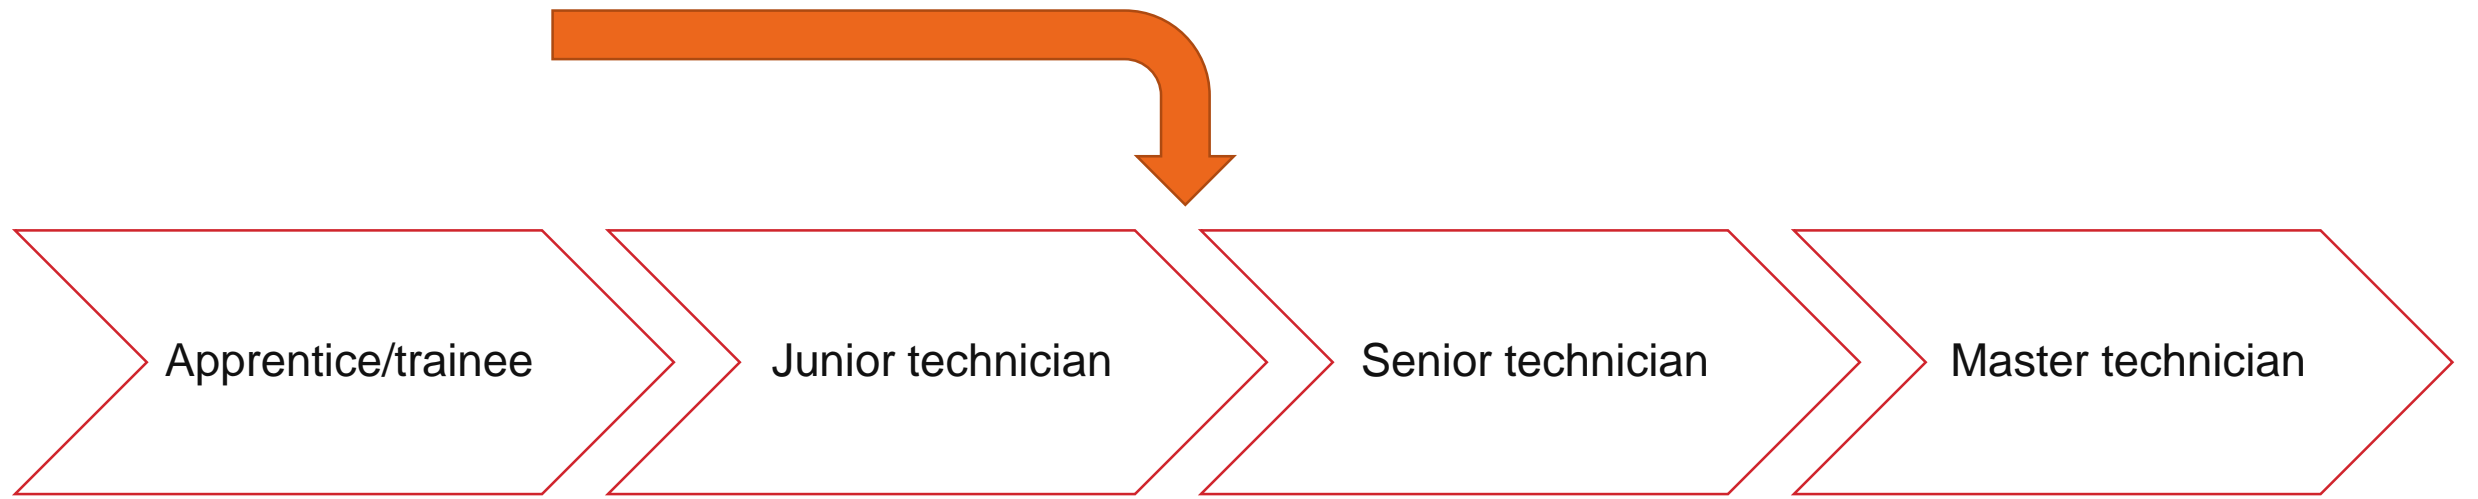 Apprentice/trainee
Junior technician
Senior technician
Master technician